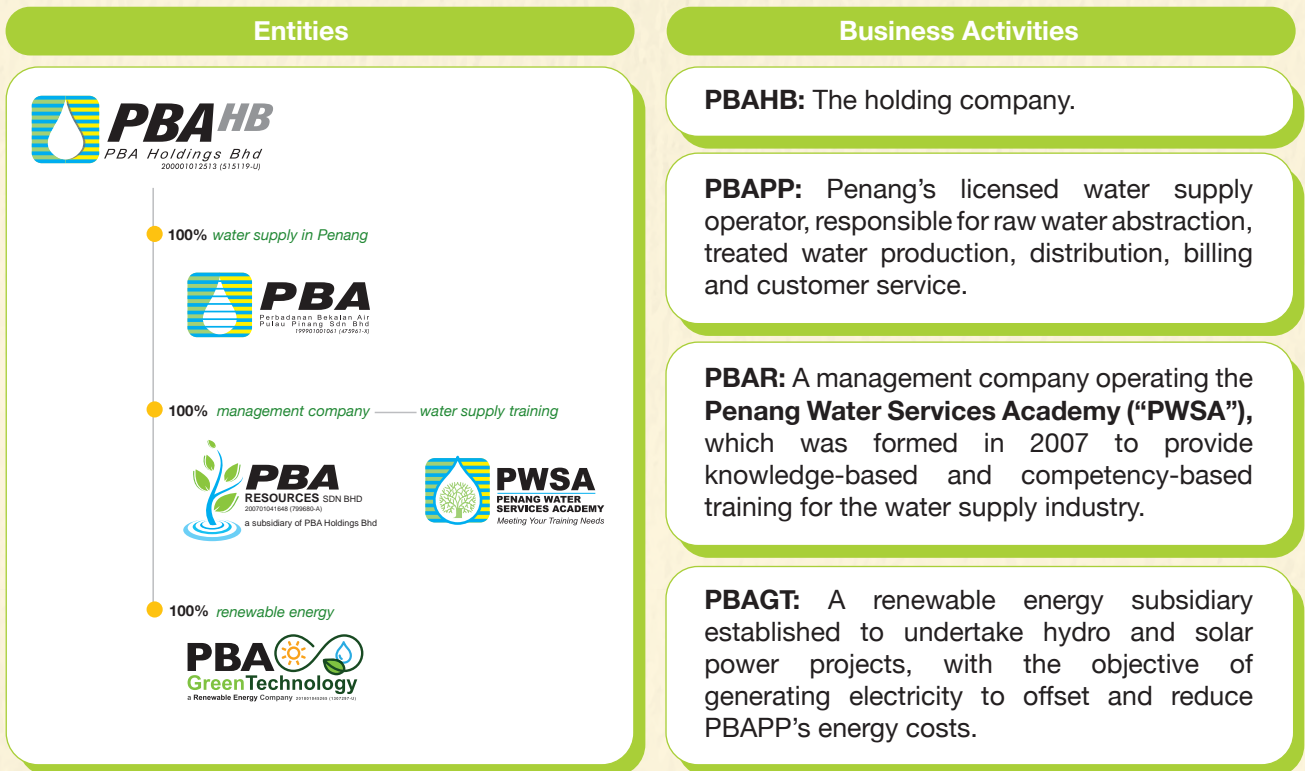 Entities
PBAHB
PBA Holdings Bhd
200001012513 (515119-U)
100% water supply in Penang
PBA
Perbadanan Bekalan Air
Pulau Pinang Sdn Bhd
199901001061 (475961-X)
100% management company
water supply training
PBA
RESOURCES SDN BHD
200701041648 (799680-A)
a subsidiary of PBA Holdings Bhd
PWSA
PENANG WATER
SERVICES ACADEMY
Meeting Your Training Needs
100% renewable energy
PBA
GreenTechnology
a Renewable Energy Company
Business Activities
PBAHB: The holding company.
PBAPP: Penang’s licensed water supply
operator, responsible for raw water abstraction,
treated water production, distribution, billing
and customer service.
PBAR: A management company operating the
Penang Water Services Academy (“PWSA”),
which was formed in 2007 to provide
knowledge-based and competency-based
training for the water supply industry.
PBAGT: A renewable energy subsidiary
established to undertake hydro and solar
power projects, with the objective of
generating electricity to offset and reduce
PBAPP’s energy costs.